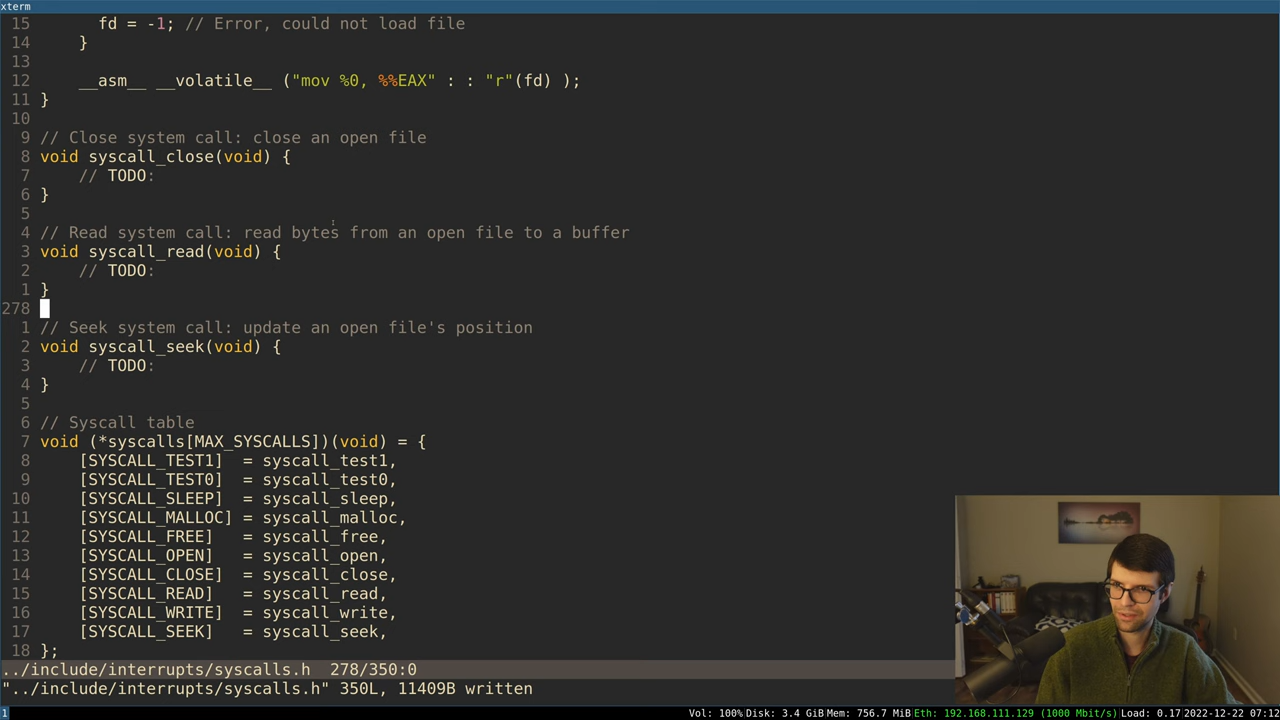 xterm
15       fd = -1; // Error, could not load file
14     }
13
12     __asm__ __volatile__ ("mov %0, %%EAX" : : "r"(fd) );
11 }
10
9 // Close system call: close an open file
8 void syscall_close(void) {
7     // TODO:
6 }
5
4 // Read system call: read bytes from an open file to a buffer
3 void syscall_read(void) {
2     // TODO:
1 }
278
1 // Seek system call: update an open file's position
2 void syscall_seek(void) {
3     // TODO:
4 }
5
6 // Syscall table
7 void (*syscalls[MAX_SYSCALLS])(void) = {
8     [SYSCALL_TEST1]  = syscall_test1,
9     [SYSCALL_TEST0]  = syscall_test0,
10     [SYSCALL_SLEEP]  = syscall_sleep,
11     [SYSCALL_MALLOC] = syscall_malloc,
12     [SYSCALL_FREE]   = syscall_free,
13     [SYSCALL_OPEN]   = syscall_open,
14     [SYSCALL_CLOSE]  = syscall_close,
15     [SYSCALL_READ]   = syscall_read,
16     [SYSCALL_WRITE]  = syscall_write,
17     [SYSCALL_SEEK]   = syscall_seek,
18 };
../include/interrupts/syscalls.h  278/350:0
"../include/interrupts/syscalls.h" 350L, 11409B written
1 Vol: 100% Disk: 3.4 GiB Mem: 756.7 MiB Eth: 192.168.111.129 (1000 Mbit/s) Load: 0.17 2022-12-22 07:12